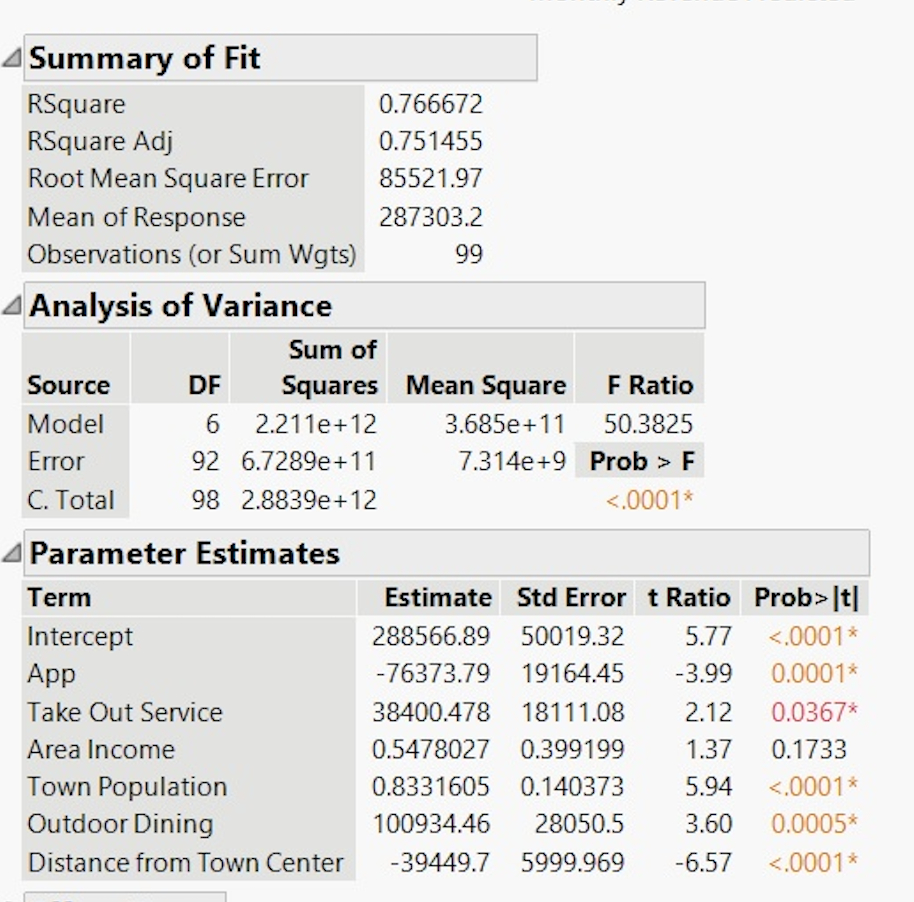 Summary of Fit
RSquare 0.766672
RSquare Adj 0.751455
Root Mean Square Error 85521.97
Mean of Response 287303.2
Observations (or Sum Wgts) 99
Analysis of Variance
Sum of
Source DF Squares Mean Square F Ratio
Model 6 2.211e+12 3.685e+11 50.3825
Error 92 6.7289e+11 7.314e+9 Prob > F
C. Total 98 2.8839e+12 <.0001*
Parameter Estimates
Term Estimate Std Error t Ratio Prob>|t|
Intercept 288566.89 50019.32 5.77 <.0001*
App -76373.79 19164.45 -3.99 0.0001*
Take Out Service 38400.478 18111.08 2.12 0.0367*
Area Income 0.5478027 0.399199 1.37 0.1733
Town Population 0.8331605 0.140373 5.94 <.0001*
Outdoor Dining 100934.46 28050.5 3.60 0.0005*
Distance from Town Center -39449.7 5999.969 -6.57 <.0001*